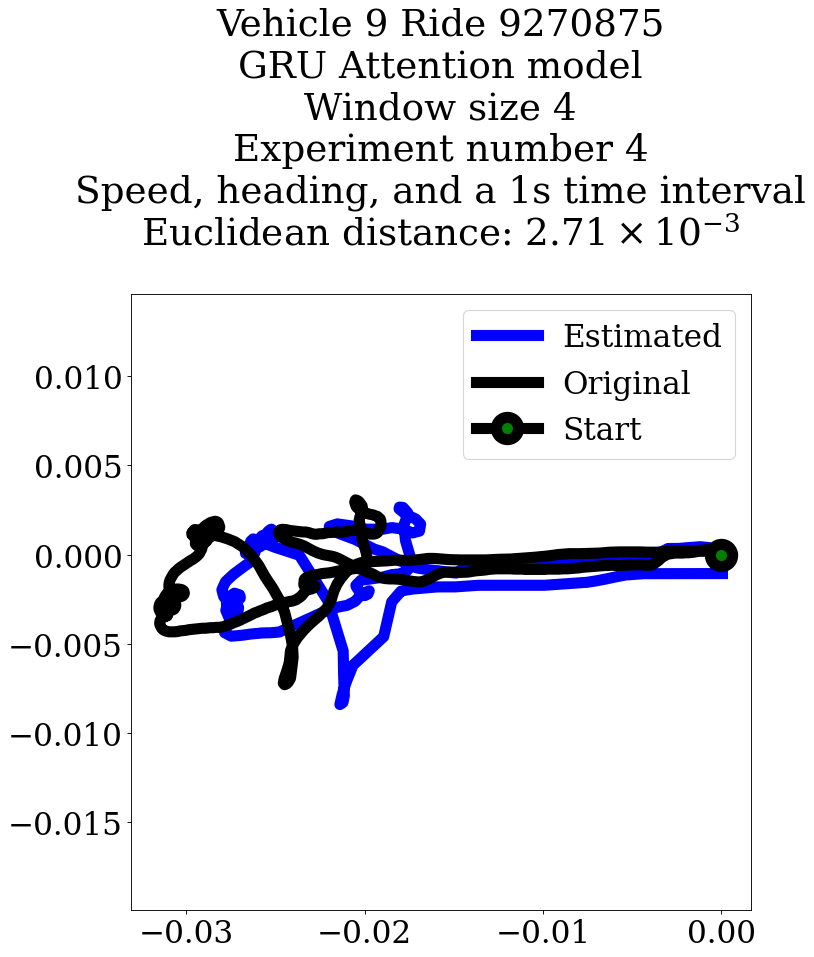 Vehicle 9 Ride 9270875
GRU Attention model
Window size 4
Experiment number 4
Speed, heading, and a 1s time interval
Euclidean distance: 2.71 × 10⁻³
Estimated
Original
Start
0.010
0.005
0.000
−0.005
−0.010
−0.015
−0.03 −0.02 −0.01 0.00